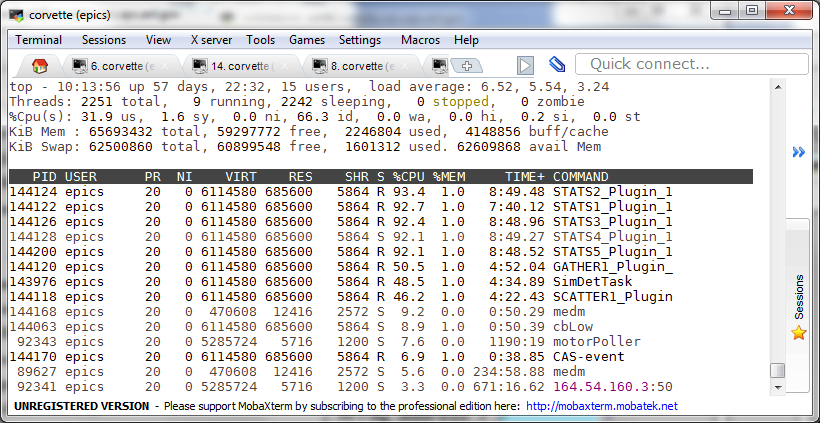 corvette (epics)
Terminal Sessions View X server Tools Games Settings Macros Help
6. corvette (e 14. corvette ( 8. corvette (e Quick connect...
top - 10:13:56 up 57 days, 22:32, 15 users, load average: 6.52, 5.54, 3.24
Threads: 2251 total, 9 running, 2242 sleeping, 0 stopped, 0 zombie
%Cpu(s): 31.9 us, 1.6 sy, 0.0 ni, 66.3 id, 0.0 wa, 0.0 hi, 0.2 si, 0.0 st
KiB Mem : 65693432 total, 59297772 free, 2246804 used, 4148856 buff/cache
KiB Swap: 62500860 total, 60899548 free, 1601312 used. 62609868 avail Mem
PID USER PR NI VIRT RES SHR S %CPU %MEM TIME+ COMMAND
144124 epics 20 0 6114580 685600 5864 R 93.4 1.0 8:49.48 STATS2_Plugin_1
144122 epics 20 0 6114580 685600 5864 R 92.7 1.0 7:40.12 STATS1_Plugin_1
144126 epics 20 0 6114580 685600 5864 R 92.4 1.0 8:48.96 STATS3_Plugin_1
144128 epics 20 0 6114580 685600 5864 S 92.1 1.0 8:49.27 STATS4_Plugin_1
144200 epics 20 0 6114580 685600 5864 R 92.1 1.0 8:48.52 STATS5_Plugin_1
144120 epics 20 0 6114580 685600 5864 R 50.5 1.0 4:52.04 GATHER1_Plugin_
143976 epics 20 0 6114580 685600 5864 R 48.5 1.0 4:34.89 SimDetTask
144118 epics 20 0 6114580 685600 5864 R 46.2 1.0 4:22.43 SCATTER1_Plugin
144168 epics 20 0 470608 12416 2572 S 9.2 0.0 0:50.29 medm
144063 epics 20 0 6114580 685600 5864 S 8.9 1.0 0:50.39 cbLow
92343 epics 20 0 5285724 5716 1200 S 7.6 0.0 1190:19 motorPoller
144170 epics 20 0 6114580 685600 5864 R 6.9 1.0 0:38.85 CAS-event
89627 epics 20 0 470608 12416 2572 S 5.6 0.0 234:58.88 medm
92341 epics 20 0 5285724 5716 1200 S 3.3 0.0 671:16.62 164.54.160.3:50
Sessions
UNREGISTERED VERSION - Please support MobaXterm by subscribing to the professional edition here: http://mobaxterm.mobatek.net